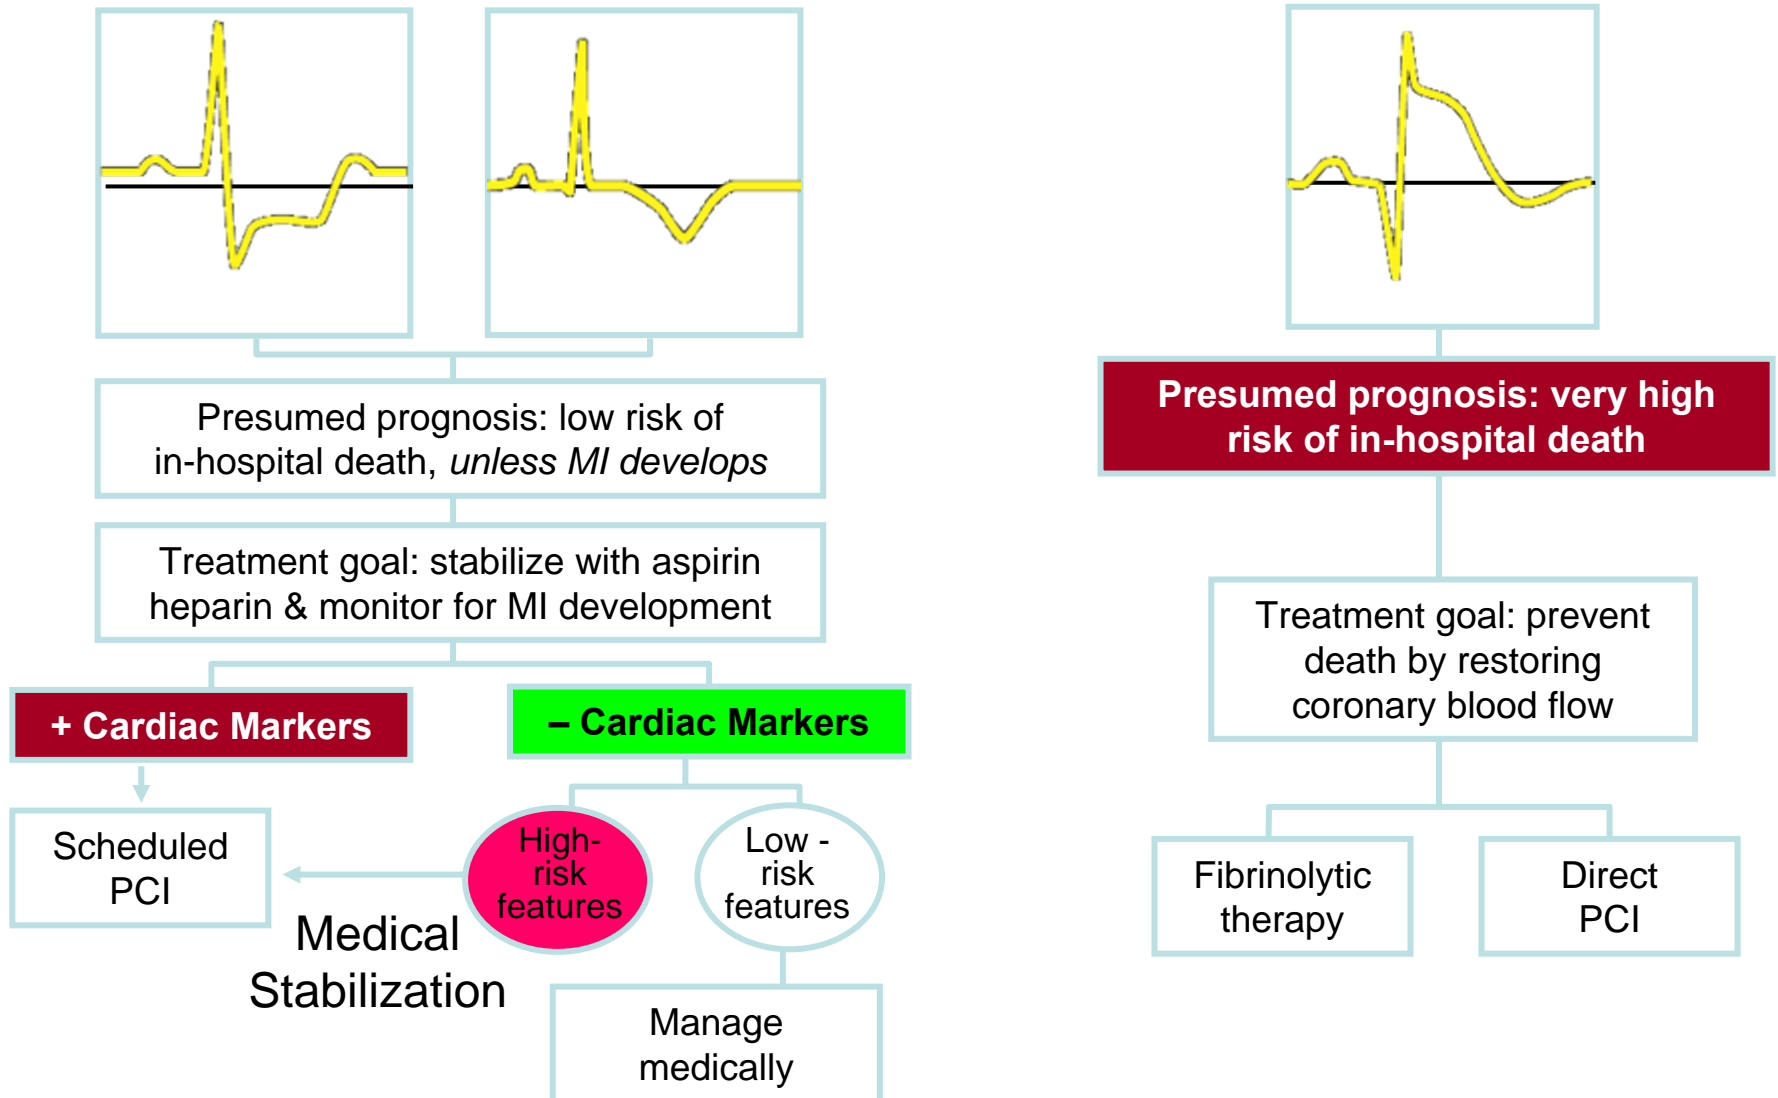 Presumed prognosis: low risk of
in-hospital death, unless MI develops
Treatment goal: stabilize with aspirin
heparin & monitor for MI development
+ Cardiac Markers
– Cardiac Markers
Scheduled
PCI
High-
risk
features
Low -
risk
features
Medical
Stabilization
Manage
medically
Presumed prognosis: very high
risk of in-hospital death
Treatment goal: prevent
death by restoring
coronary blood flow
Fibrinolytic
therapy
Direct
PCI